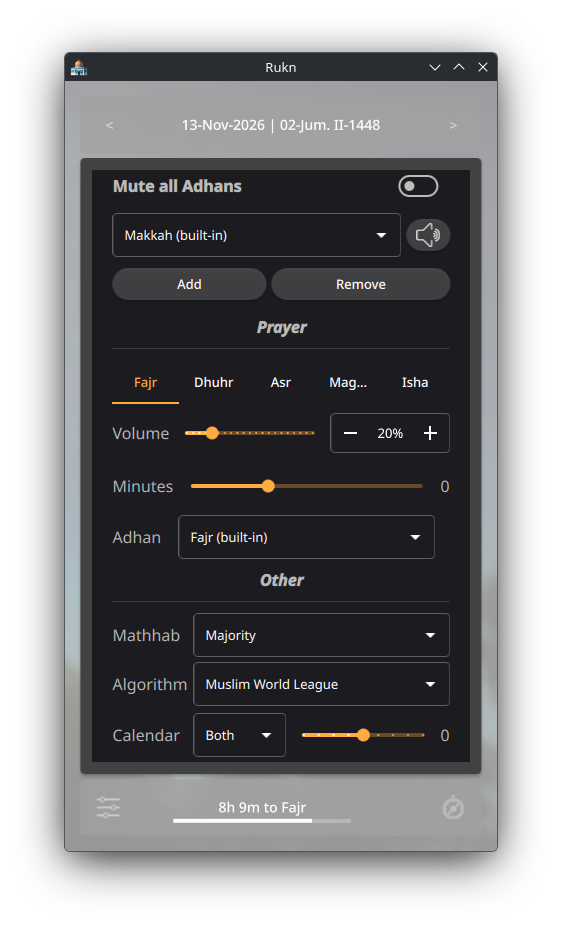 Rukn
< 13-Nov-2026 | 02-Jum. II-1448 >
Mute all Adhans
Makkah (built-in)
Add Remove
Prayer
Fajr Dhuhr Asr Mag... Isha
Volume 20%
Minutes 0
Adhan Fajr (built-in)
Other
Mathhab Majority
Algorithm Muslim World League
Calendar Both 0
8h 9m to Fajr